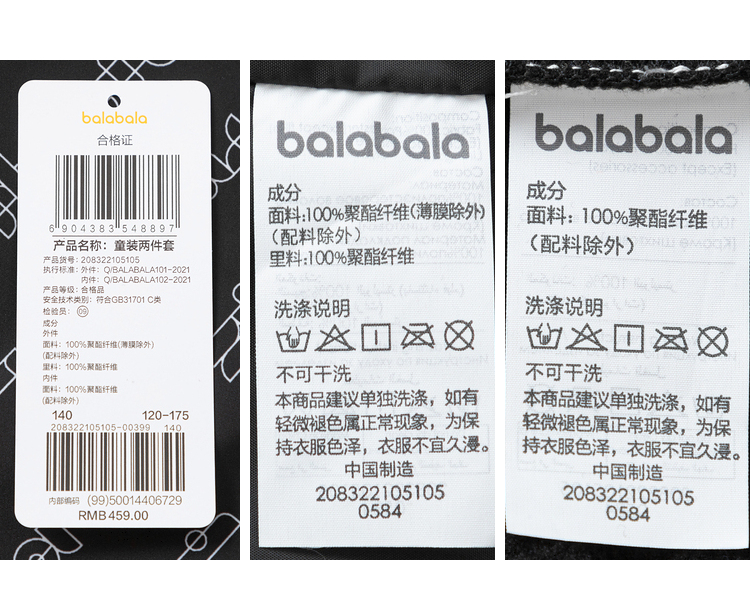 balabala
合格证
6 904383 548897
产品名称：童装两件套
产品货号：208322105105
执行标准：外件：Q/BALABALA101-2021
内件：Q/BALABALA102-2021
产品等级：合格品
安全技术类别：符合GB31701 C类
检验员：09
成分
外件
面料：100%聚酯纤维(薄膜除外)
(配料除外)
里料：100%聚酯纤维
内件
面料：100%聚酯纤维
(配料除外)
140 120-175
208322105105-00399 140
内部编码 (99)50014406729
RMB459.00
balabala
成分
面料:100%聚酯纤维(薄膜除外)
(配料除外)
里料:100%聚酯纤维
洗涤说明
不可干洗
本商品建议单独洗涤，如有
轻微褪色属正常现象，为保
持衣服色泽，衣服不宜久漫。
中国制造
208322105105
0584
balabala
成分
面料：100%聚酯纤维
(配料除外)
洗涤说明
不可干洗
本商品建议单独洗涤，如有
轻微褪色属正常现象，为保
持衣服色泽，衣服不宜久漫。
中国制造
208322105105
0584